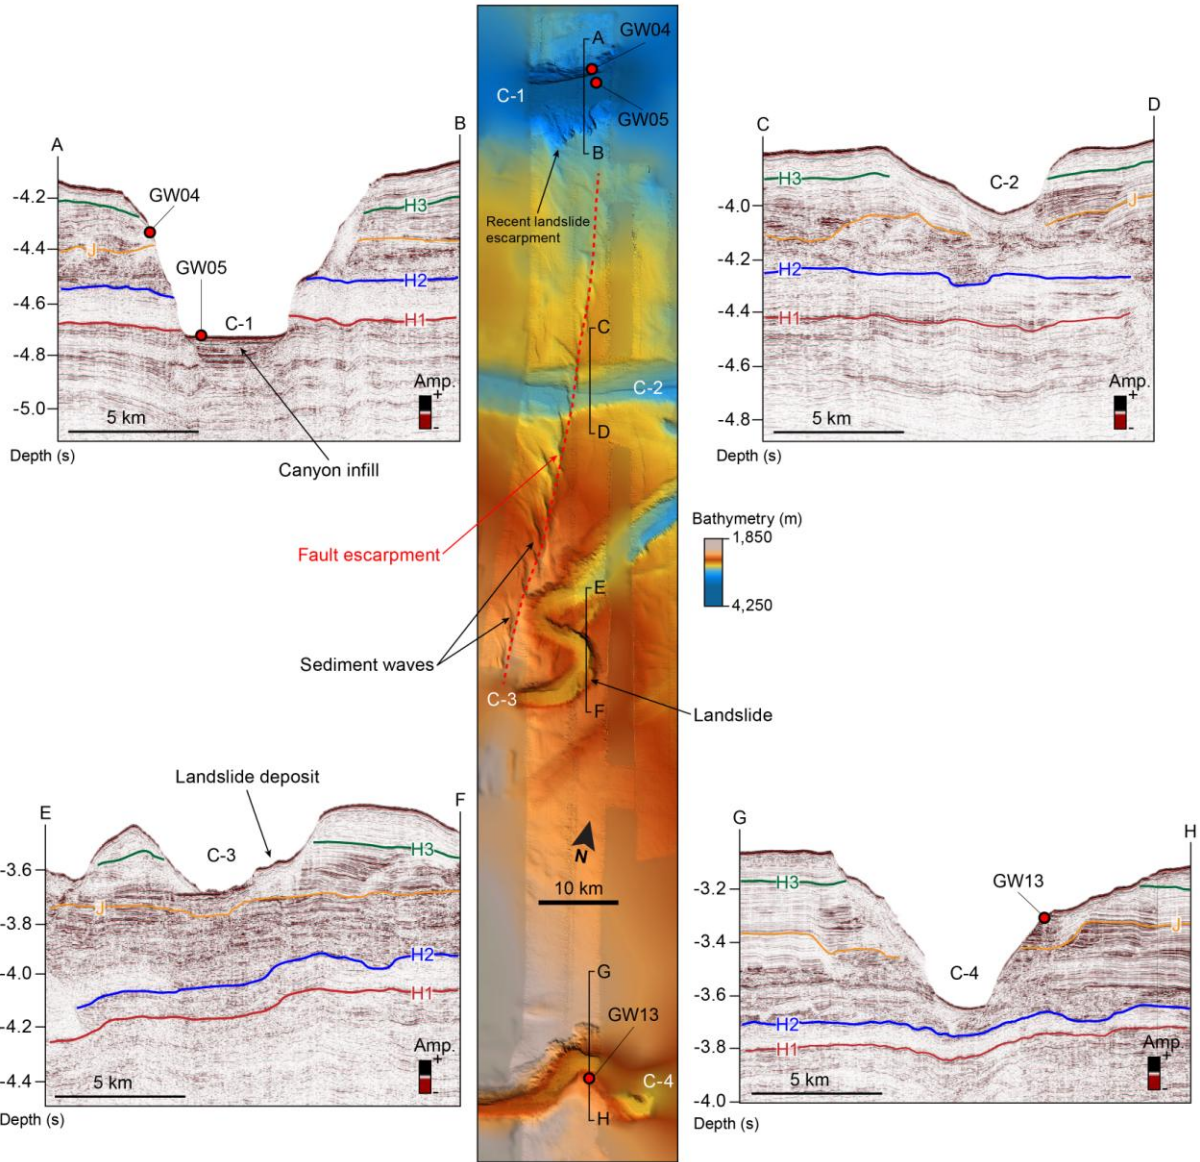 A
B
GW04
GW05
C-1
H3
J
H2
H1
-4.2
-4.4
-4.6
-4.8
-5.0
5 km
Amp.
+
-
Depth (s)
Canyon infill
A
GW04
C-1
GW05
B
Recent landslide
escarpment
C
C-2
D
Fault escarpment
E
Sediment waves
C-3
F
Landslide
N
10 km
G
GW13
C-4
H
C
D
C-2
H3
J
H2
H1
-4.0
-4.2
-4.4
-4.6
-4.8
5 km
Amp.
+
-
Depth (s)
Bathymetry (m)
1,850
4,250
Landslide deposit
E
F
C-3
H3
J
H2
H1
-3.6
-3.8
-4.0
-4.2
-4.4
5 km
Amp.
+
-
Depth (s)
G
H
GW13
C-4
H3
J
H2
H1
-3.2
-3.4
-3.6
-3.8
-4.0
5 km
Amp.
+
-
Depth (s)